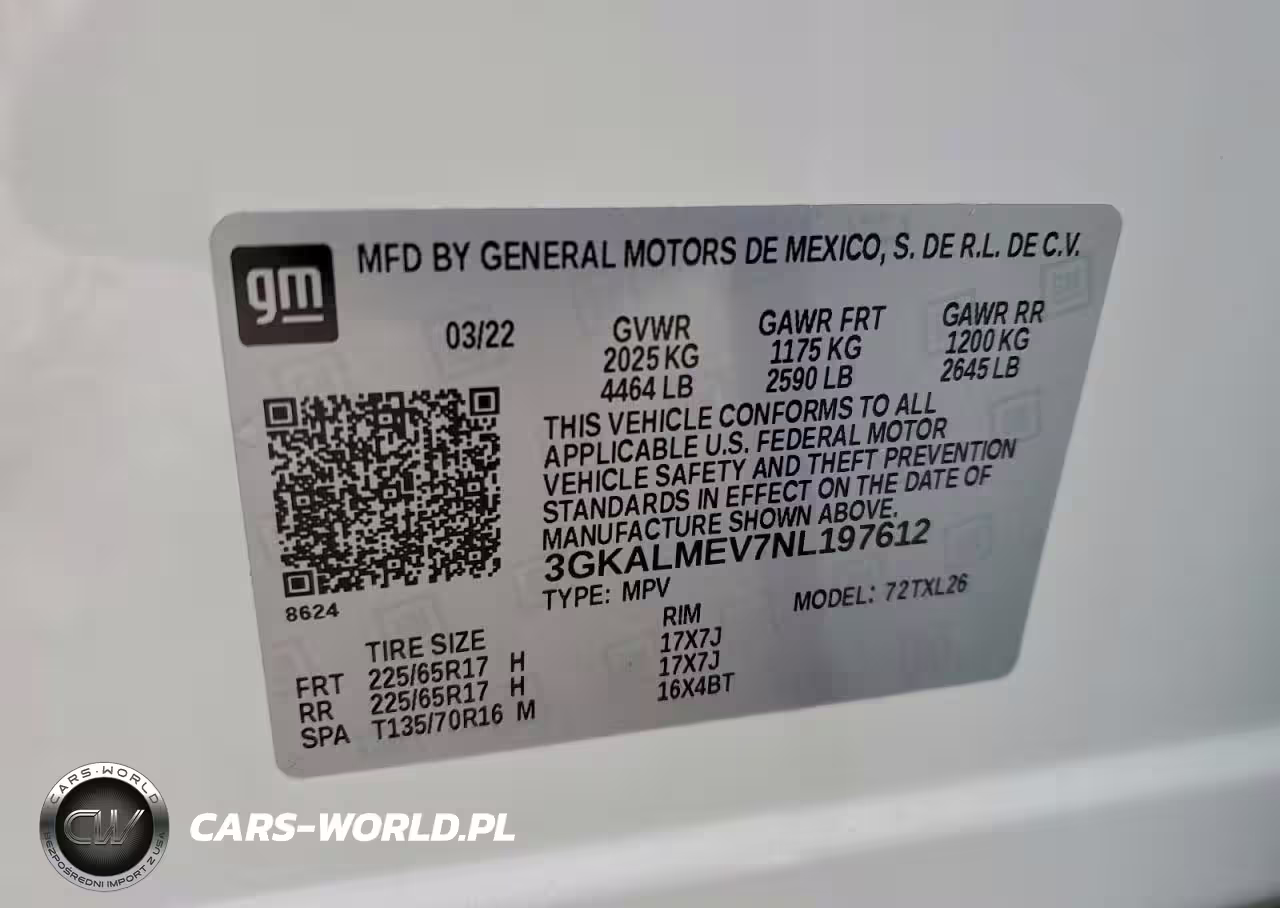 gm
MFD BY GENERAL MOTORS DE MEXICO, S. DE R.L. DE C.V.
03/22
GVWR
2025 KG
4464 LB
GAWR FRT
1175 KG
2590 LB
GAWR RR
1200 KG
2645 LB
THIS VEHICLE CONFORMS TO ALL
APPLICABLE U.S. FEDERAL MOTOR
VEHICLE SAFETY AND THEFT PREVENTION
STANDARDS IN EFFECT ON THE DATE OF
MANUFACTURE SHOWN ABOVE.
3GKALMEV7NL197612
TYPE: MPV MODEL: 72TXL26
8624
TIRE SIZE RIM
FRT 225/65R17 H 17X7J
RR 225/65R17 H 17X7J
SPA T135/70R16 M 16X4BT
CARS-WORLD
CW
BEZPOŚREDNI IMPORT Z USA
CARS-WORLD.PL